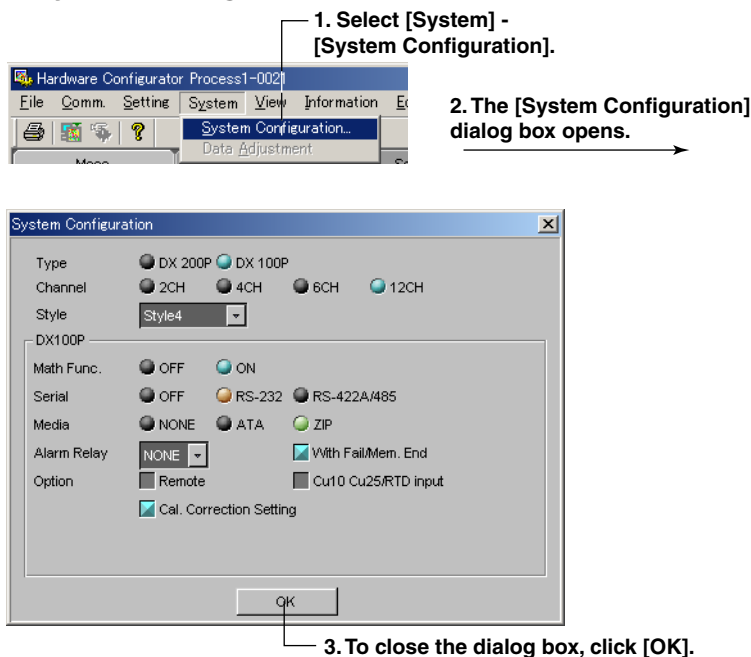 1. Select [System] -
[System Configuration].
Hardware Configurator Process1-0021
File Comm. Setting System View Information
2. The [System Configuration]
dialog box opens.
System Configuration...
Data Adjustment
System Configuration
Type DX 200P DX 100P
Channel 2CH 4CH 6CH 12CH
Style Style4
DX100P
Math Func. OFF ON
Serial OFF RS-232 RS-422A/485
Media NONE ATA ZIP
Alarm Relay NONE With Fail/Mem. End
Option Remote Cu10 Cu25/RTD input
Cal. Correction Setting
OK
3. To close the dialog box, click [OK].